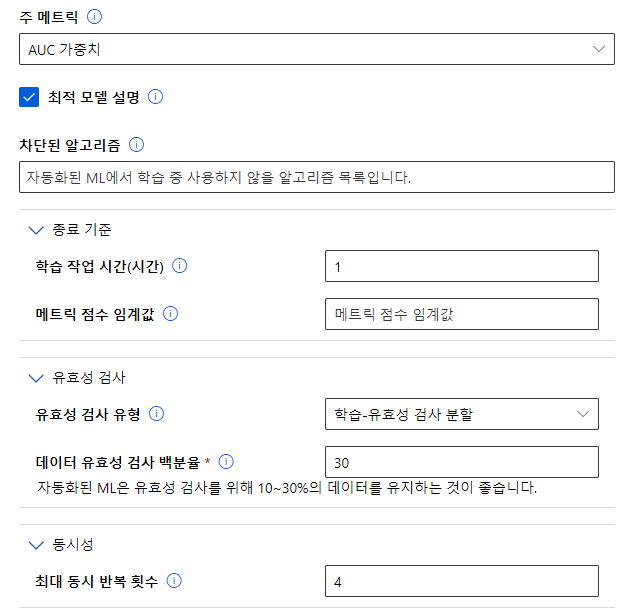 주 메트릭
AUC 가중치
최적 모델 설명
차단된 알고리즘
자동화된 ML에서 학습 중 사용하지 않을 알고리즘 목록입니다.
종료 기준
학습 작업 시간(시간) 1
메트릭 점수 임계값 메트릭 점수 임계값
유효성 검사
유효성 검사 유형 학습-유효성 검사 분할
데이터 유효성 검사 백분율 * 30
자동화된 ML은 유효성 검사를 위해 10~30%의 데이터를 유지하는 것이 좋습니다.
동시성
최대 동시 반복 횟수 4